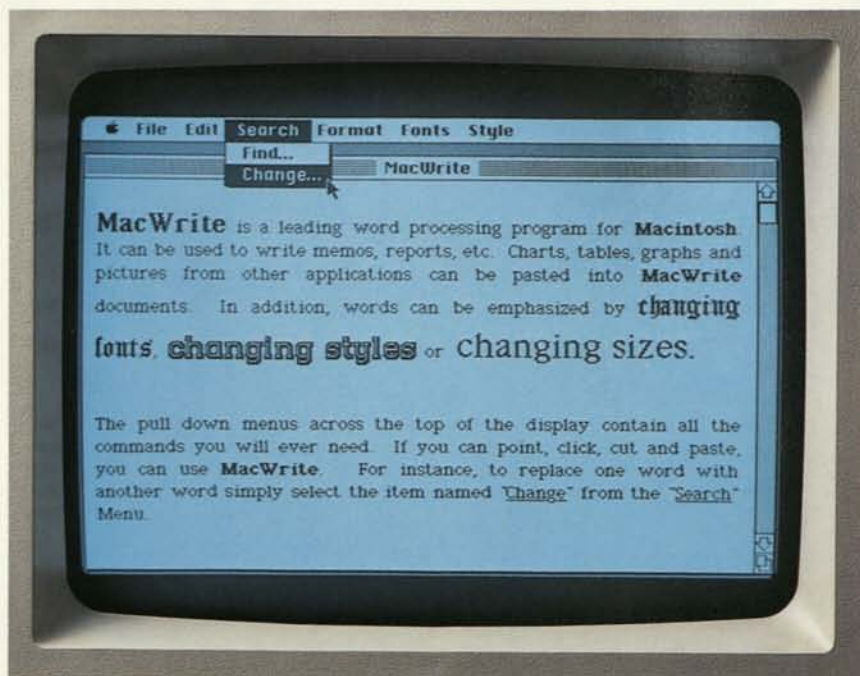 File Edit Search Format Fonts Style
Find...
Change...
MacWrite
MacWrite is a leading word processing program for Macintosh.
It can be used to write memos, reports, etc. Charts, tables, graphs and
pictures from other applications can be pasted into MacWrite
documents. In addition, words can be emphasized by changing
fonts, changing styles or changing sizes.
The pull down menus across the top of the display contain all the
commands you will ever need. If you can point, click, cut and paste,
you can use MacWrite. For instance, to replace one word with
another word simply select the item named "Change" from the "Search"
Menu.